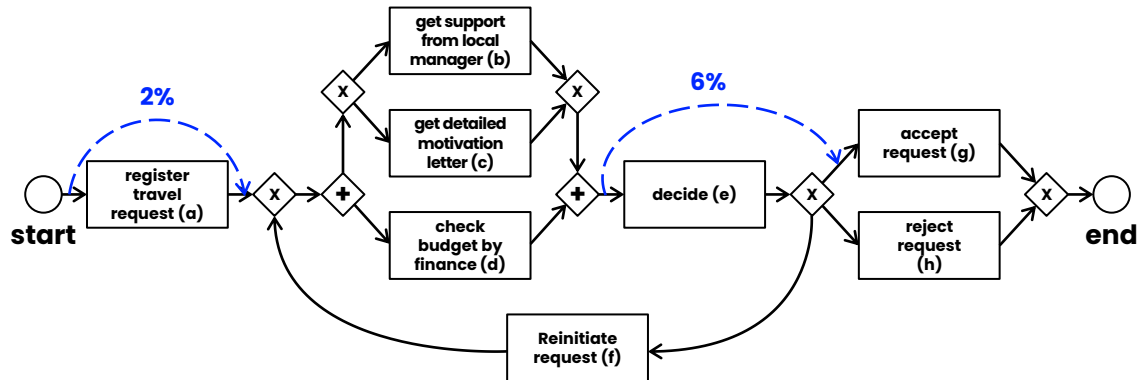 get support
from local
manager (b)
x
x
get detailed
motivation
letter (c)
2%
6%
start
register
travel
request (a)
x
+
check
budget by
finance (d)
+
decide (e)
x
accept
request (g)
reject
request
(h)
x
end
Reinitiate
request (f)